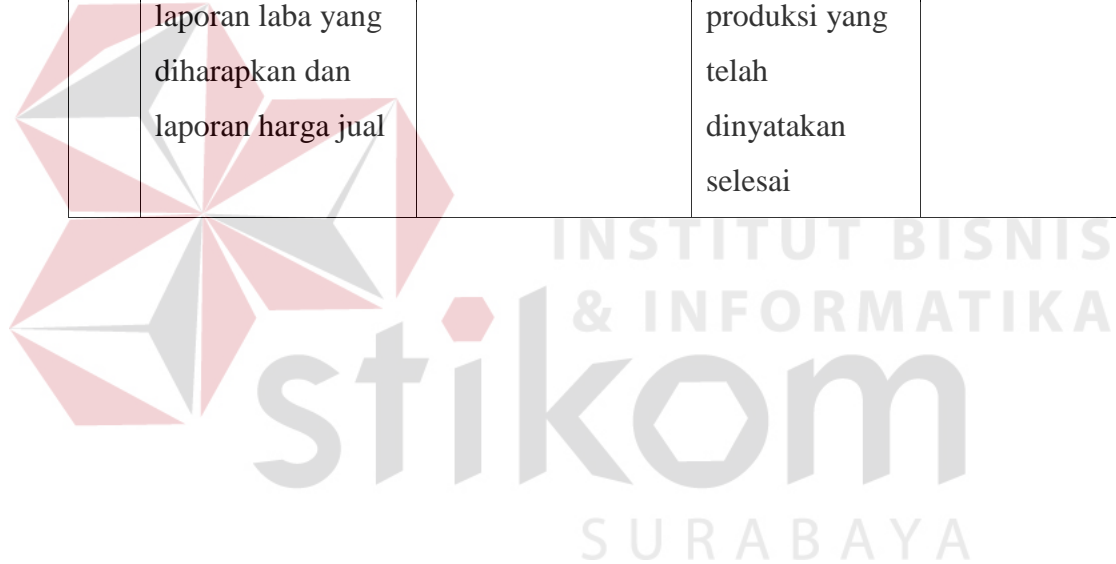 laporan laba yang
diharapkan dan
laporan harga jual
produksi yang
telah
dinyatakan
selesai
INSTITUT BISNIS
& INFORMATIKA
stikom
SURABAYA